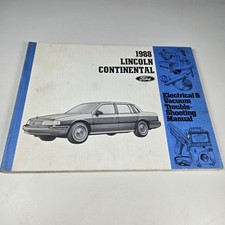 1988
LINCOLN
CONTINENTAL
Ford
Electrical &
Vacuum
Trouble-
Shooting
Manual